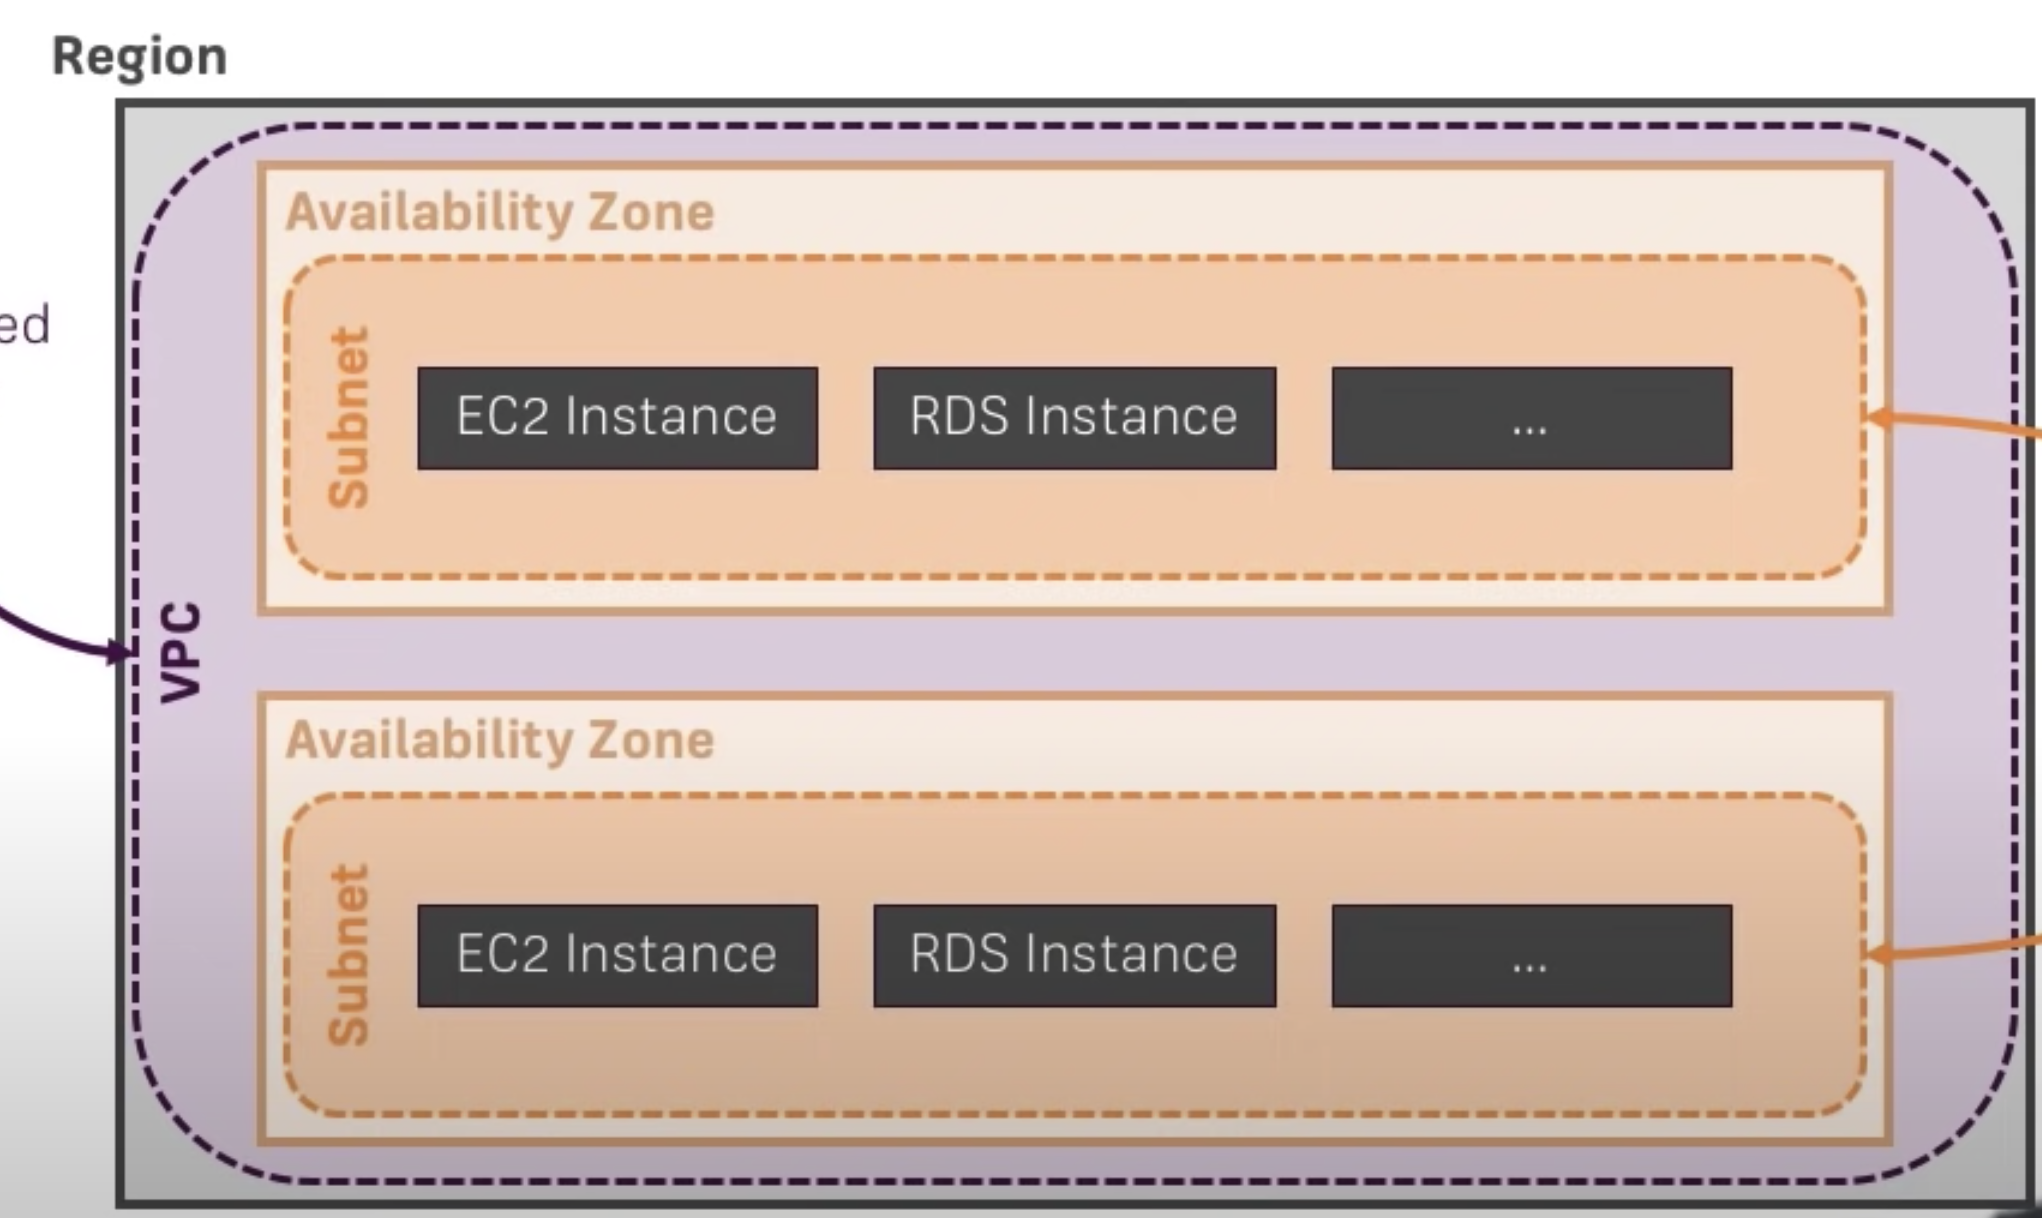 Region
Availability Zone
Subnet
EC2 Instance
RDS Instance
...
ed
VPC
Availability Zone
Subnet
EC2 Instance
RDS Instance
...